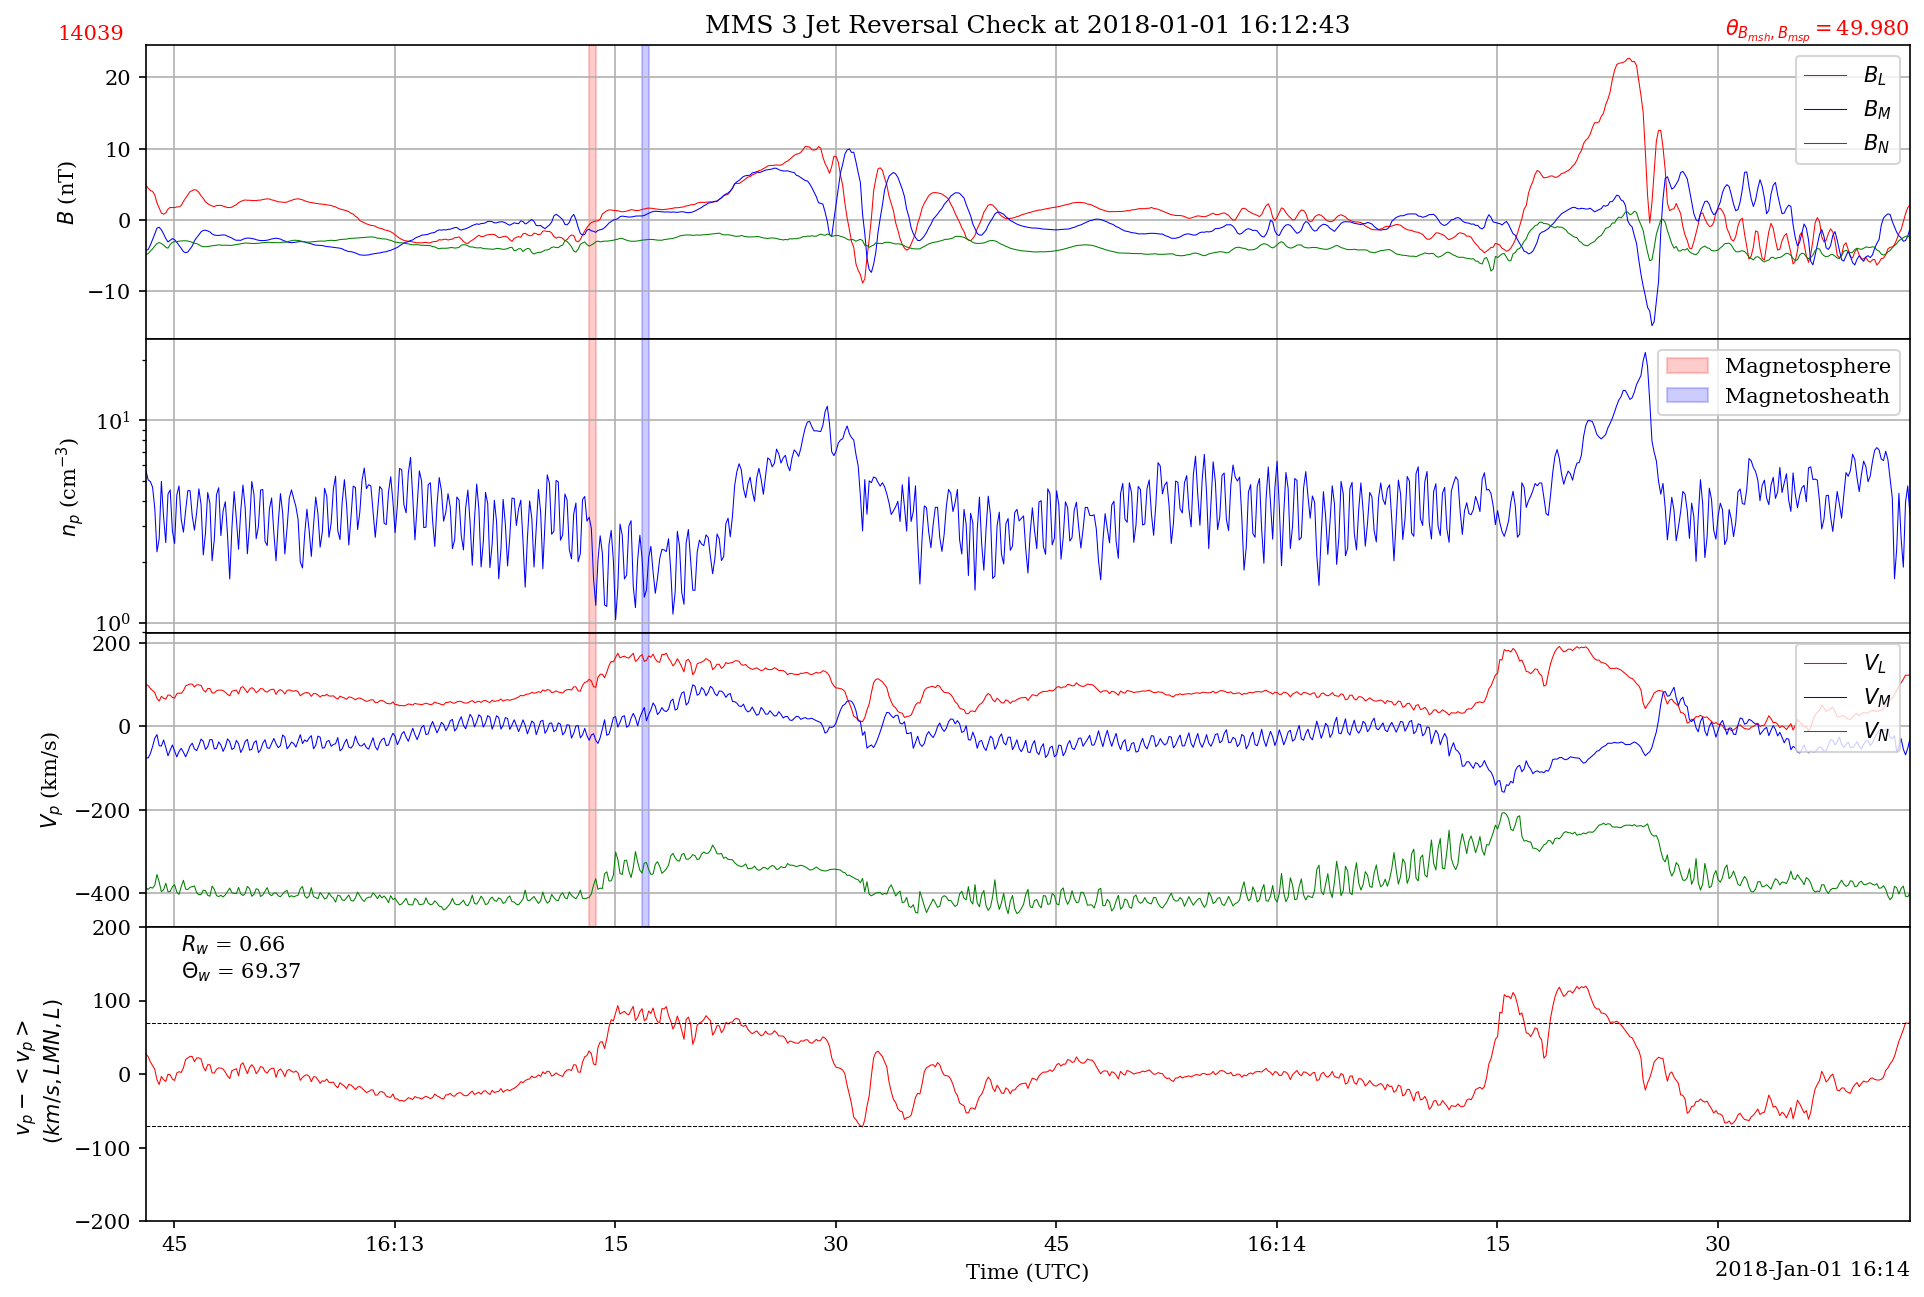 14039
MMS 3 Jet Reversal Check at 2018-01-01 16:12:43
θ_{B_{msh}, B_{msp}} = 49.980
B (nT)
20
10
0
−10
B_L
B_M
B_N
n_p (cm^{−3})
10^1
10^0
Magnetosphere
Magnetosheath
V_p (km/s)
200
0
−200
−400
V_L
V_M
V_N
v_p − <v_p>
(km/s, LMN, L)
200
100
0
−100
−200
R_w = 0.66
Θ_w = 69.37
45 16:13 15 30 45 16:14 15 30
Time (UTC)
2018-Jan-01 16:14